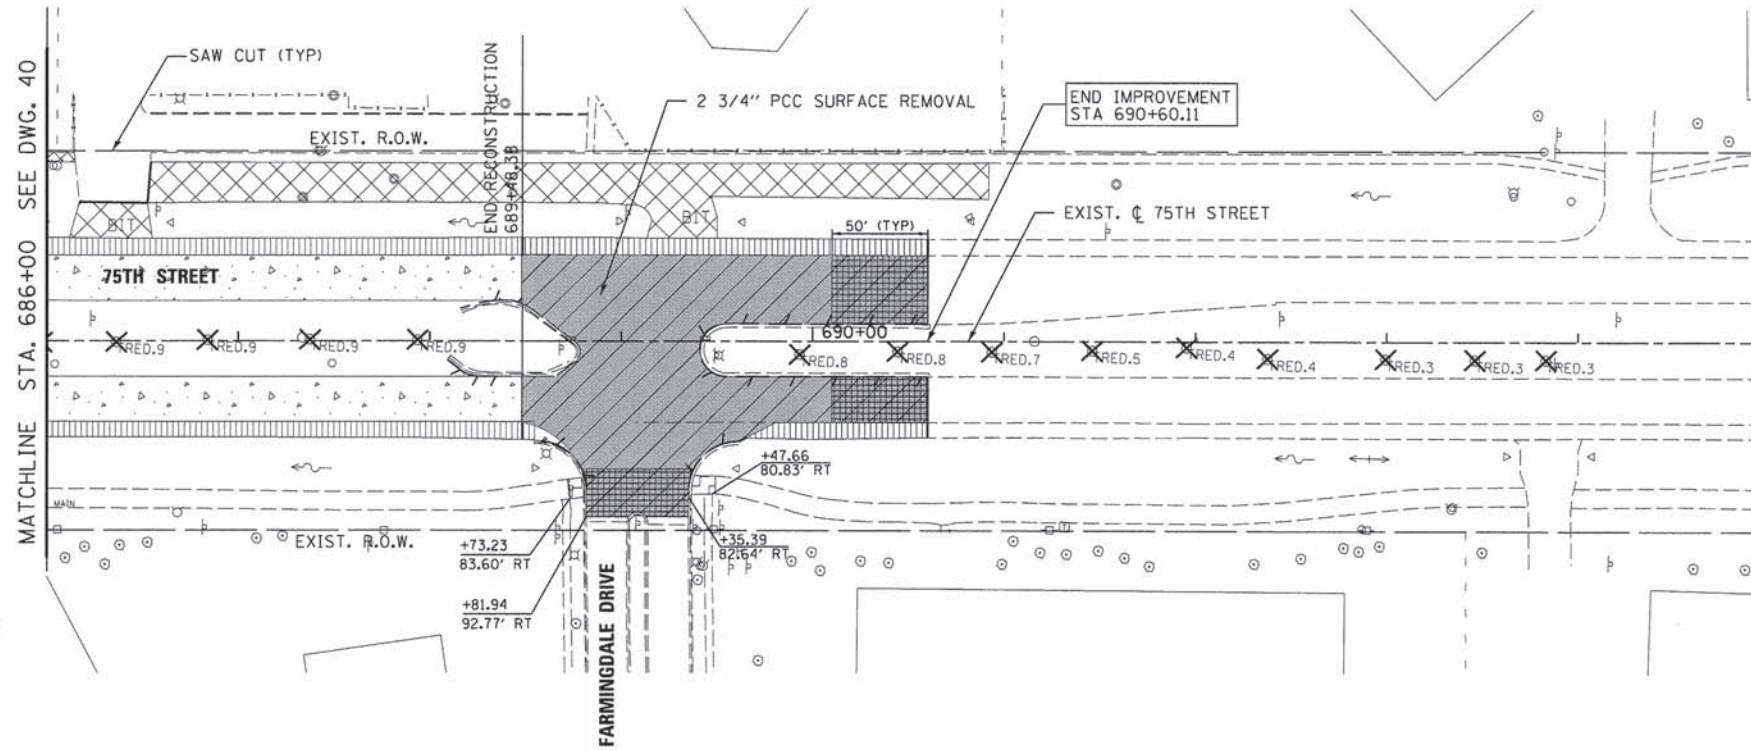 MATCHLINE STA. 686+00 SEE DWG. 40
SAW CUT (TYP)
END RECONSTRUCTION
2 3/4" PCC SURFACE REMOVAL
END IMPROVEMENT
STA 690+60.11
EXIST. R.O.W.
BIT
BIT
EXIST. ℄ 75TH STREET
50' (TYP)
75TH STREET
690+00
RED.9
RED.9
RED.9
RED.9
RED.8
RED.8
RED.7
RED.5
RED.4
RED.4
RED.3
RED.3
RED.3
+47.66
80.83' RT
MAIN
EXIST. R.O.W.
+73.23
83.60' RT
+35.39
82.64' RT
+81.94
92.77' RT
FARMINGDALE DRIVE